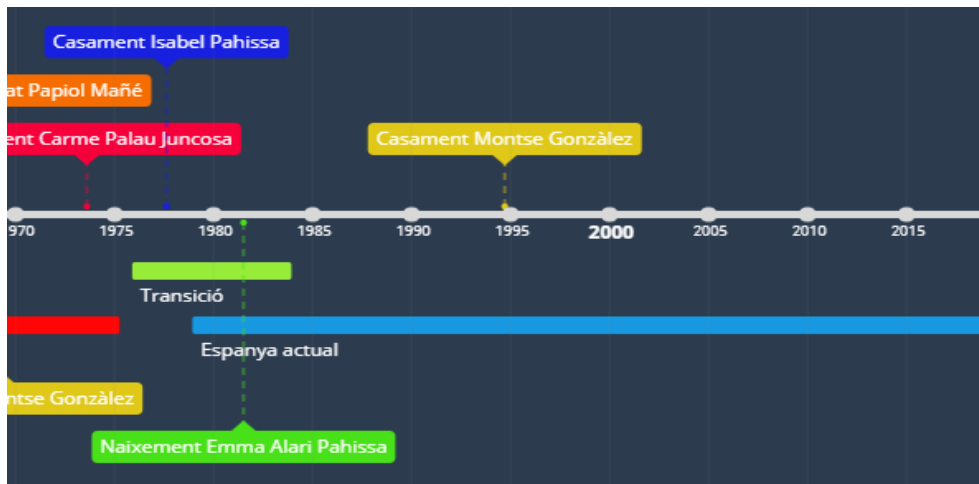 Casament Isabel Pahissa
at Papiol Mañé
ent Carme Palau Juncosa
Casament Montse Gonzàlez
970 1975 1980 1985 1990 1995 2000 2005 2010 2015
Transició
Espanya actual
ntse Gonzàlez
Naixement Emma Alari Pahissa